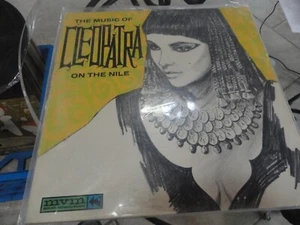 THE MUSIC OF
CLEOPATRA
ON THE NILE
mvm